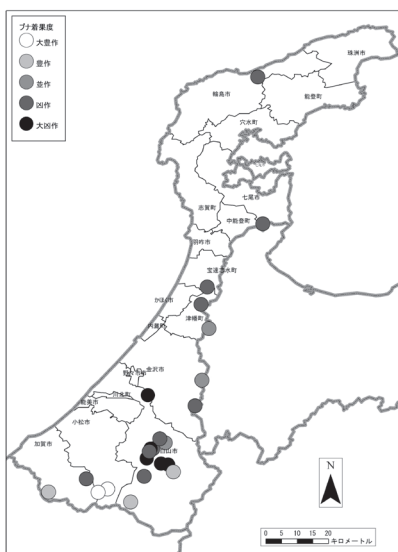 ブナ着果度
大豊作
豊作
並作
凶作
大凶作
珠洲市
輪島市
能登町
穴水町
七尾市
志賀町
中能登町
羽咋市
宝達志水町
かほく市
津幡町
内灘町
金沢市
野々市市
川北町
能美市
小松市
白山市
加賀市
N
0 5 10 15 20
キロメートル